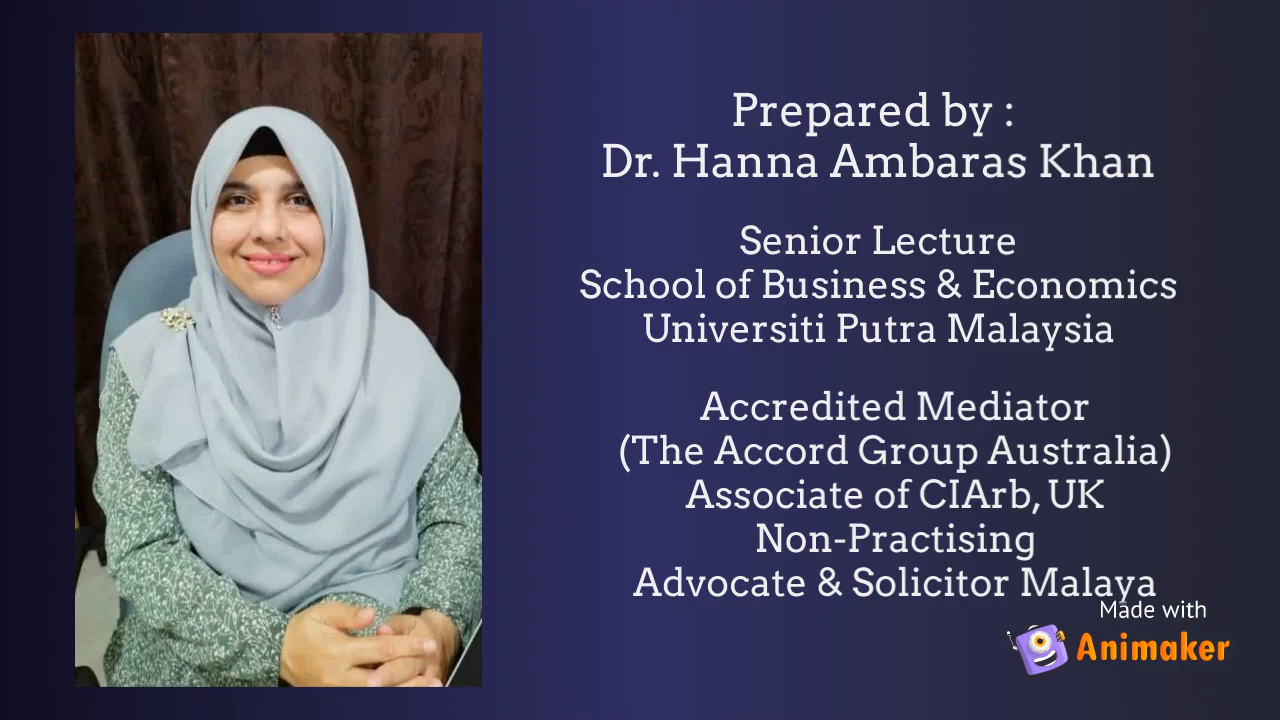 Prepared by :
Dr. Hanna Ambaras Khan
Senior Lecture
School of Business & Economics
Universiti Putra Malaysia
Accredited Mediator
(The Accord Group Australia)
Associate of CIArb, UK
Non-Practising
Advocate & Solicitor Malaya
Made with
Animaker